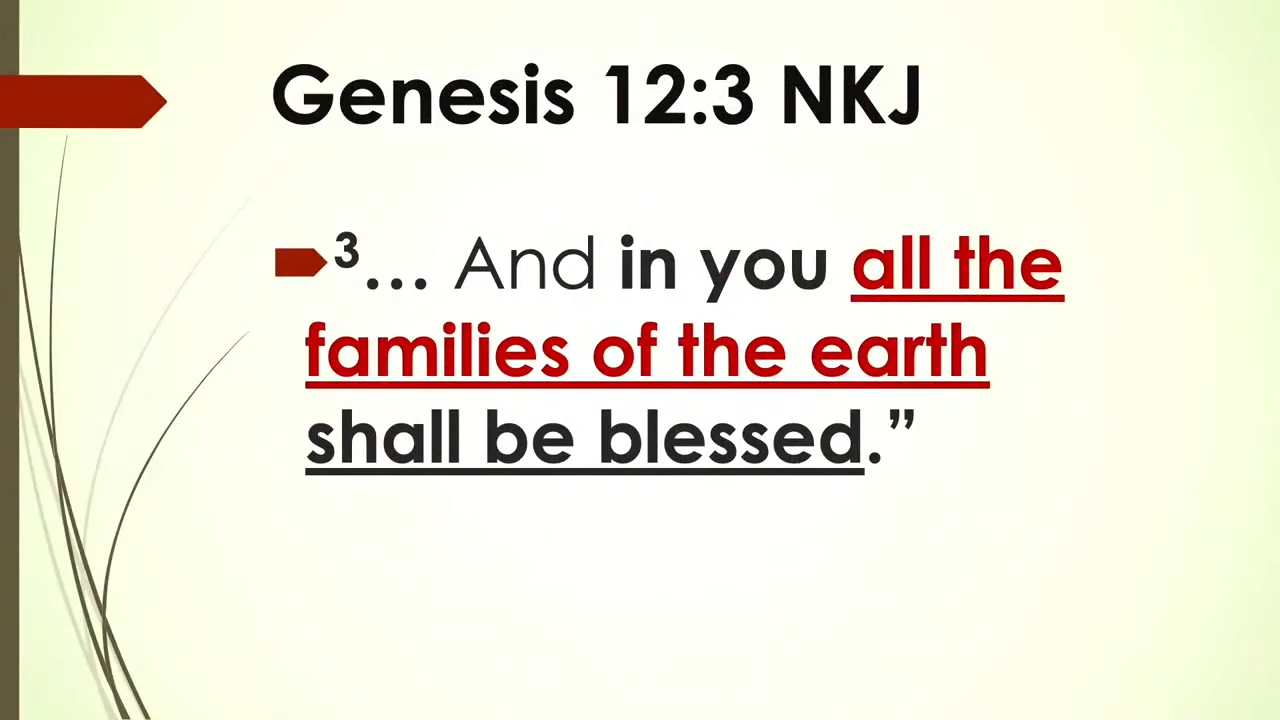 Genesis 12:3 NKJ
3… And in you all the
families of the earth
shall be blessed.”